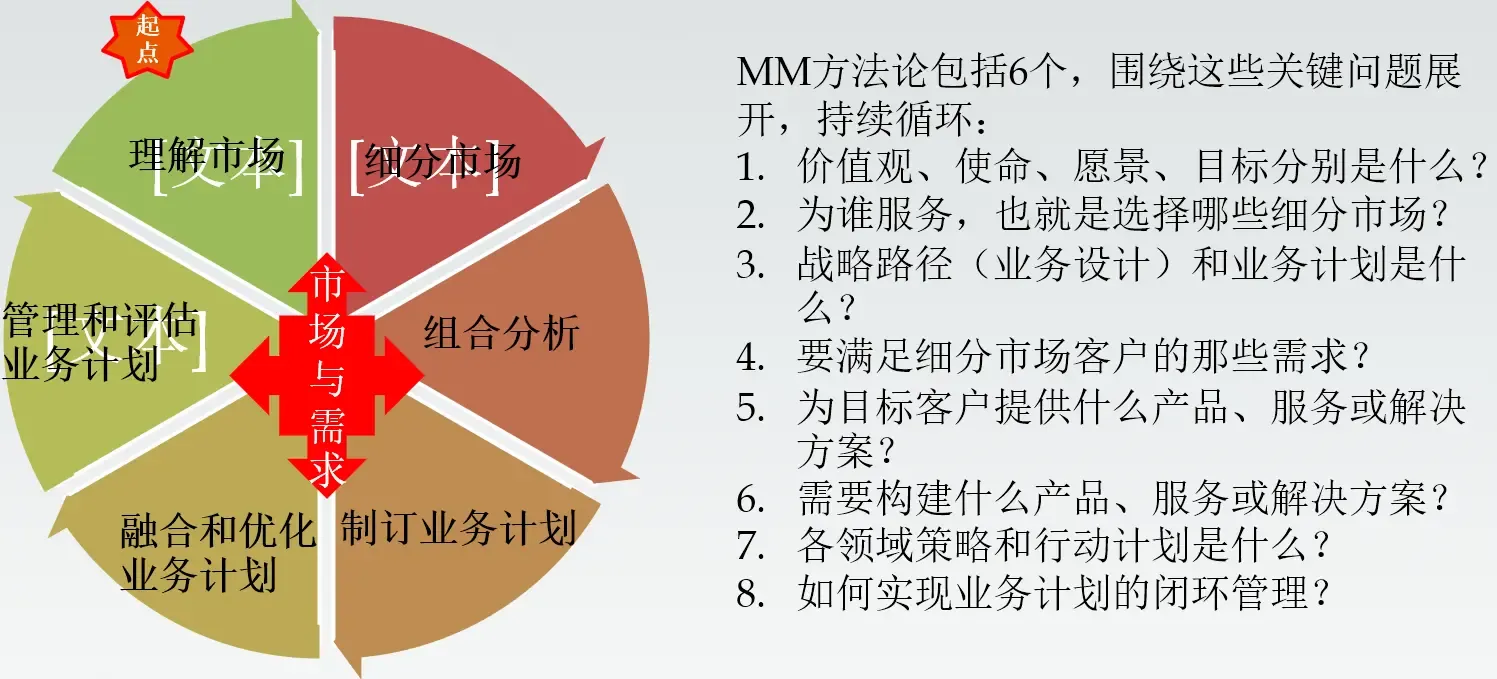 起
点
理解市场
[文本]
细分市场
[文本]
组合分析
制订业务计划
融合和优化
业务计划
管理和评估
业务计划
[文本]
市
场
与
需
求
MM方法论包括6个，围绕这些关键问题展
开，持续循环：
1. 价值观、使命、愿景、目标分别是什么？
2. 为谁服务，也就是选择哪些细分市场？
3. 战略路径（业务设计）和业务计划是什
么？
4. 要满足细分市场客户的那些需求？
5. 为目标客户提供什么产品、服务或解决
方案？
6. 需要构建什么产品、服务或解决方案？
7. 各领域策略和行动计划是什么？
8. 如何实现业务计划的闭环管理？